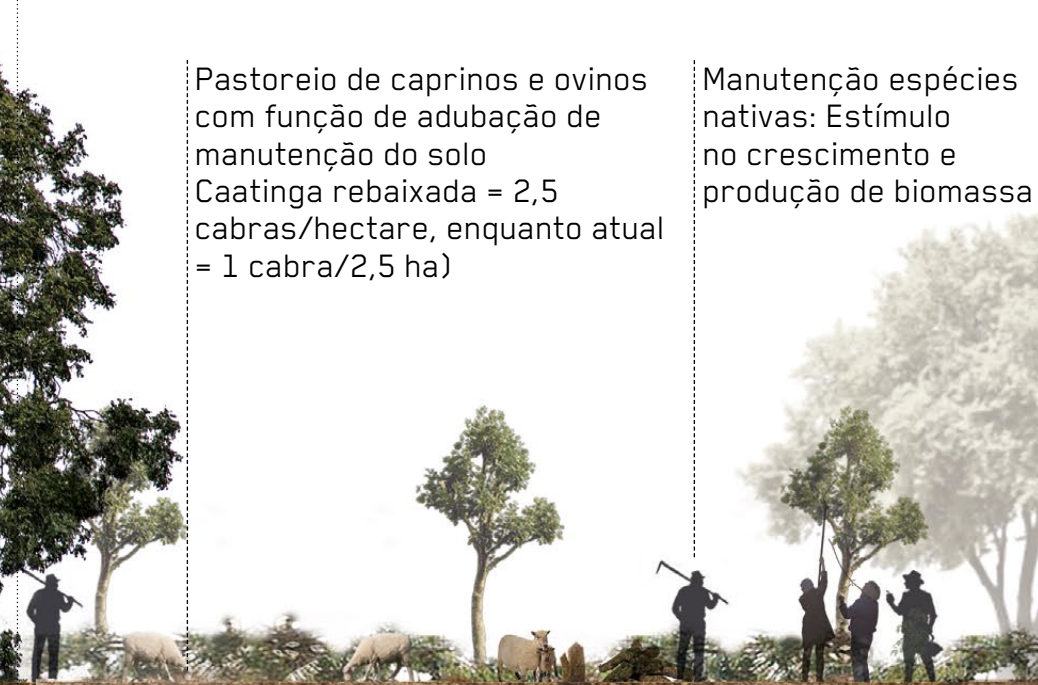 Pastoreio de caprinos e ovinos
com função de adubação de
manutenção do solo
Caatinga rebaixada = 2,5
cabras/hectare, enquanto atual
= 1 cabra/2,5 ha)
Manutenção espécies
nativas: Estímulo
no crescimento e
produção de biomassa